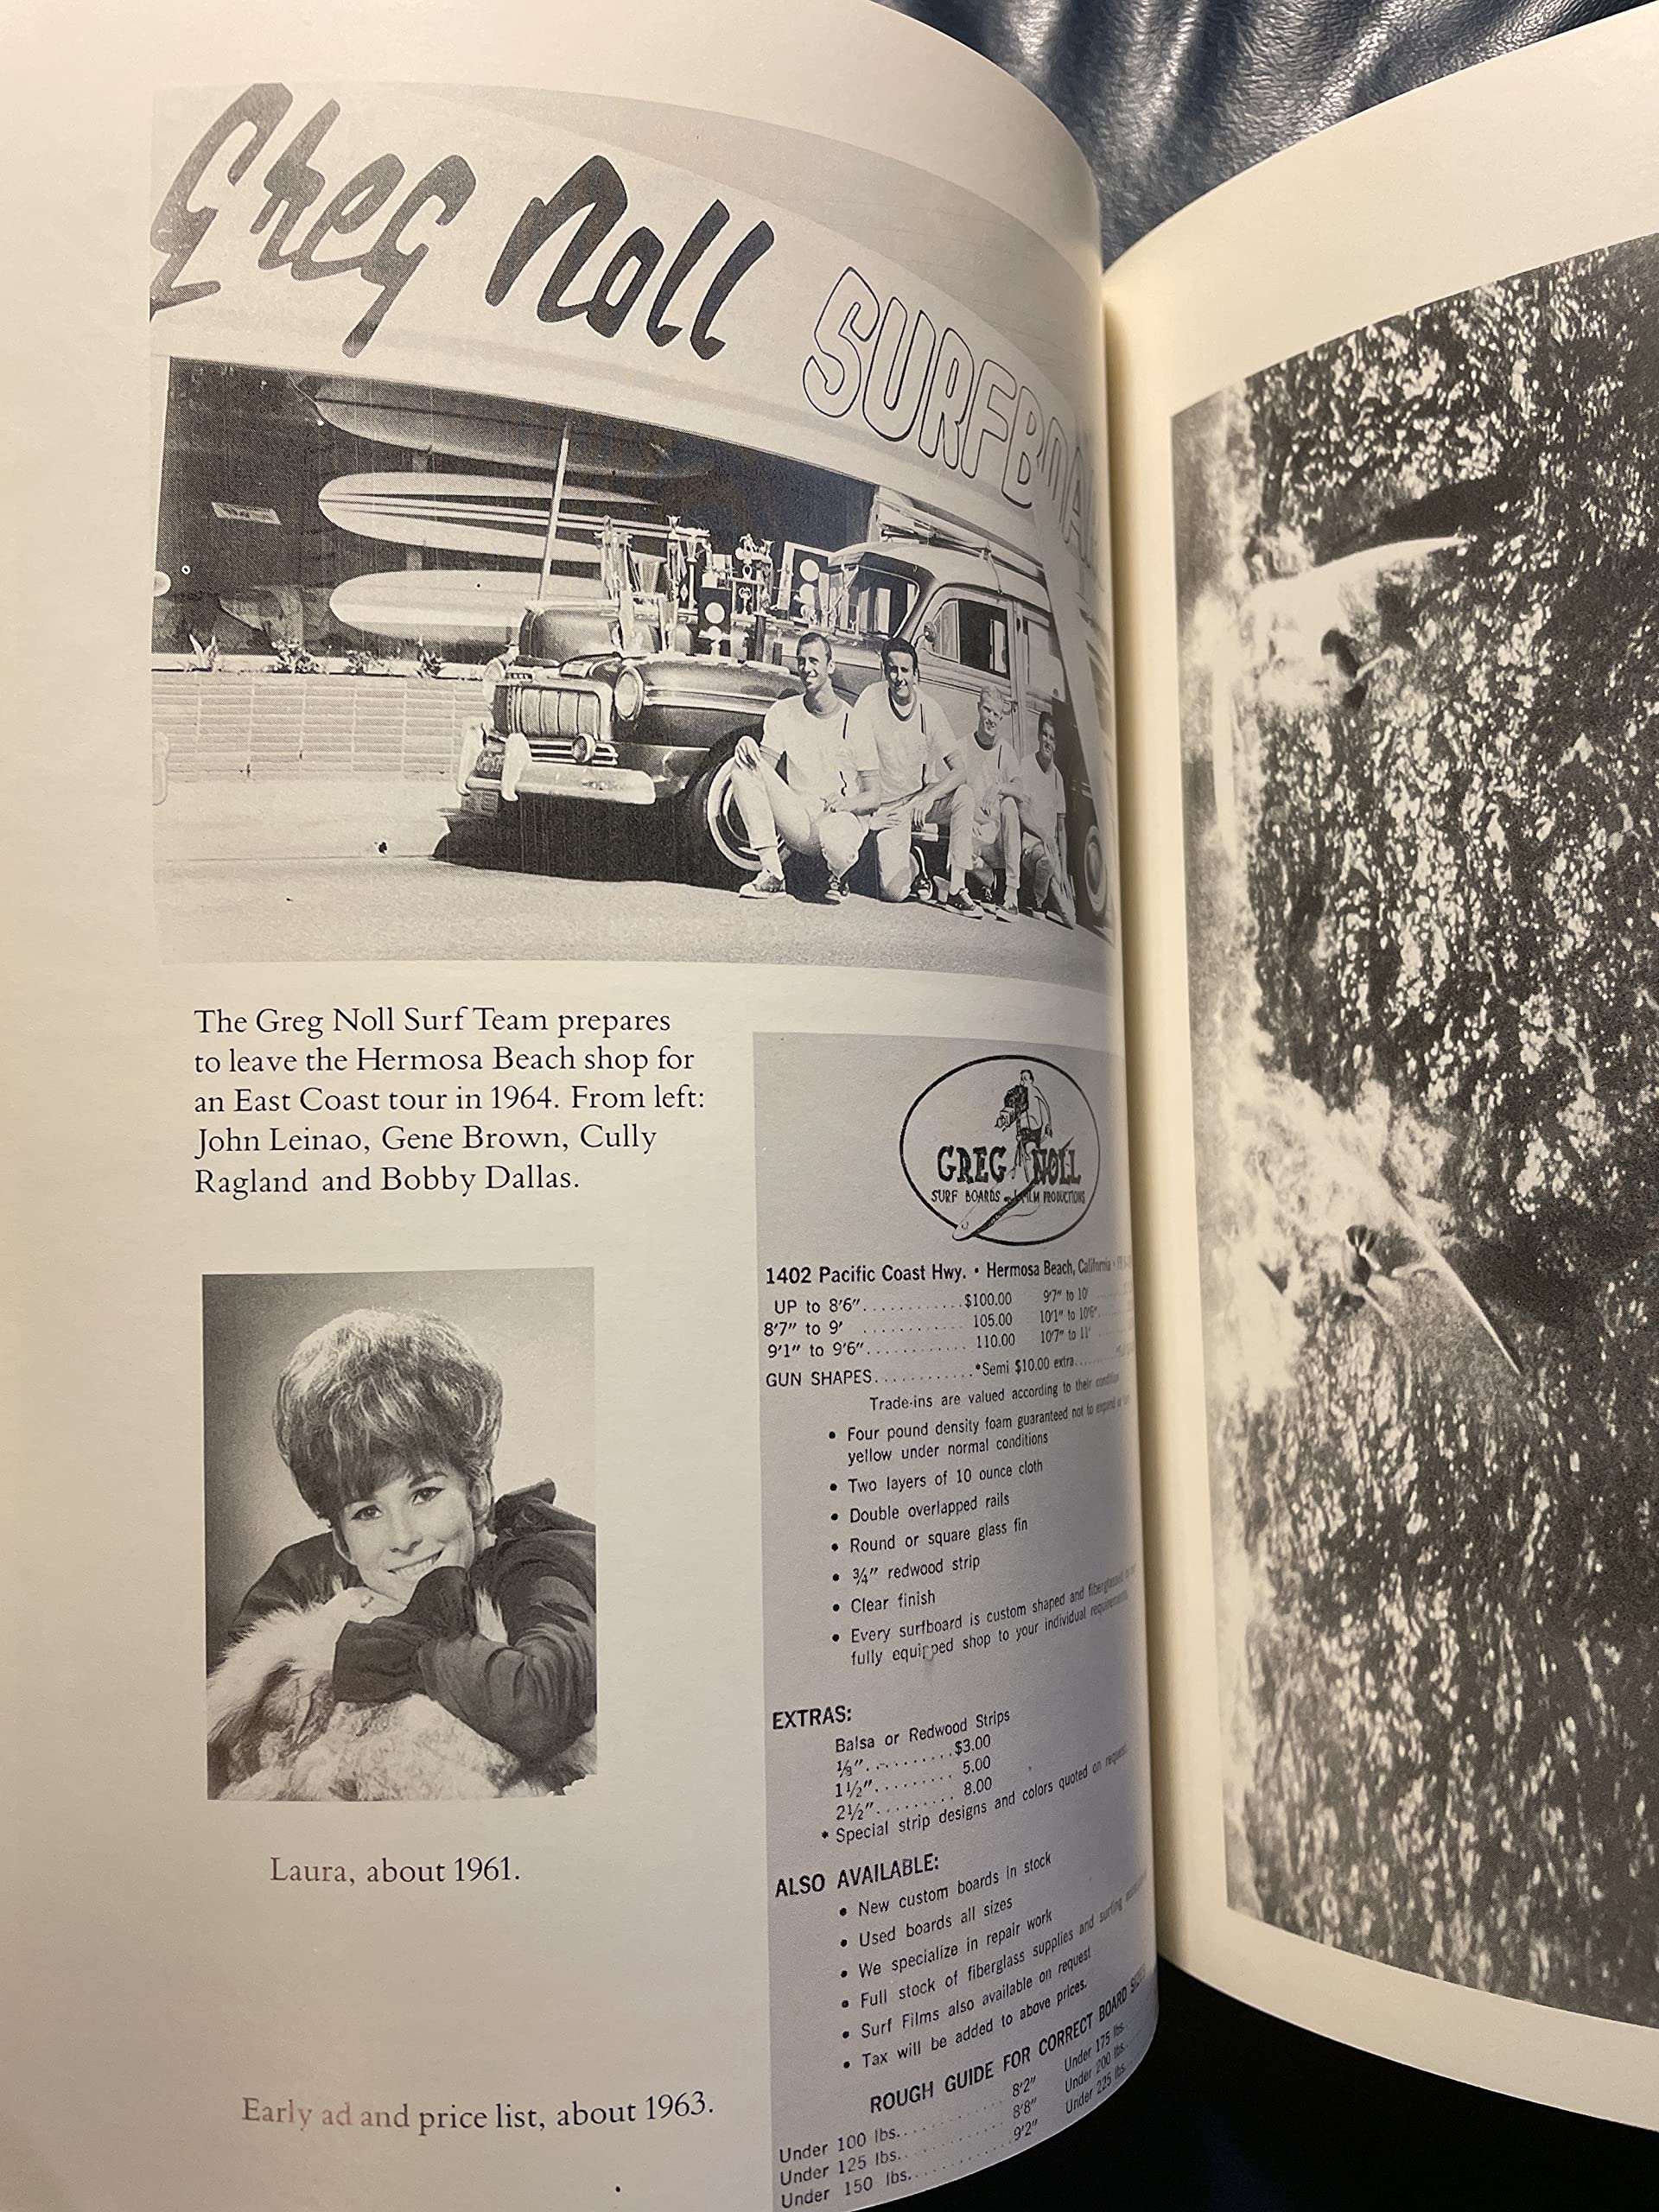 Greg Noll
SURFBOA
The Greg Noll Surf Team prepares
to leave the Hermosa Beach shop for
an East Coast tour in 1964. From left:
John Leinao, Gene Brown, Cully
Ragland and Bobby Dallas.
Laura, about 1961.
Early ad and price list, about 1963.
GREG NOLL
SURF BOARDS and FILM PRODUCTIONS
1402 Pacific Coast Hwy. • Hermosa Beach, California •
UP to 8'6"............$100.00 9'7" to 10'
8'7" to 9' ............ 105.00 10'1" to 10'6"
9'1" to 9'6"............ 110.00 10'7" to 11'
GUN SHAPES............*Semi $10.00 extra
Trade-ins are valued according to their condition
• Four pound density foam guaranteed not to expand or
yellow under normal conditions
• Two layers of 10 ounce cloth
• Double overlapped rails
• Round or square glass fin
• ¾" redwood strip
• Clear finish
• Every surfboard is custom shaped and fiberglassed
fully equipped shop to your individual requirements
EXTRAS:
Balsa or Redwood Strips
⅛"..........$3.00
1½"......... 5.00
2½"......... 8.00
* Special strip designs and colors quoted on request
ALSO AVAILABLE:
• New custom boards in stock
• Used boards all sizes
• We specialize in repair work
• Full stock of fiberglass supplies and surfing
• Surf Films also available on request
• Tax will be added to above prices.
ROUGH GUIDE FOR CORRECT BOARD SIZES
Under 100 lbs............ 8'2" Under 175 lbs.
Under 125 lbs............ 8'8" Under 200 lbs.
Under 150 lbs............ 9'2" Under 225 lbs.